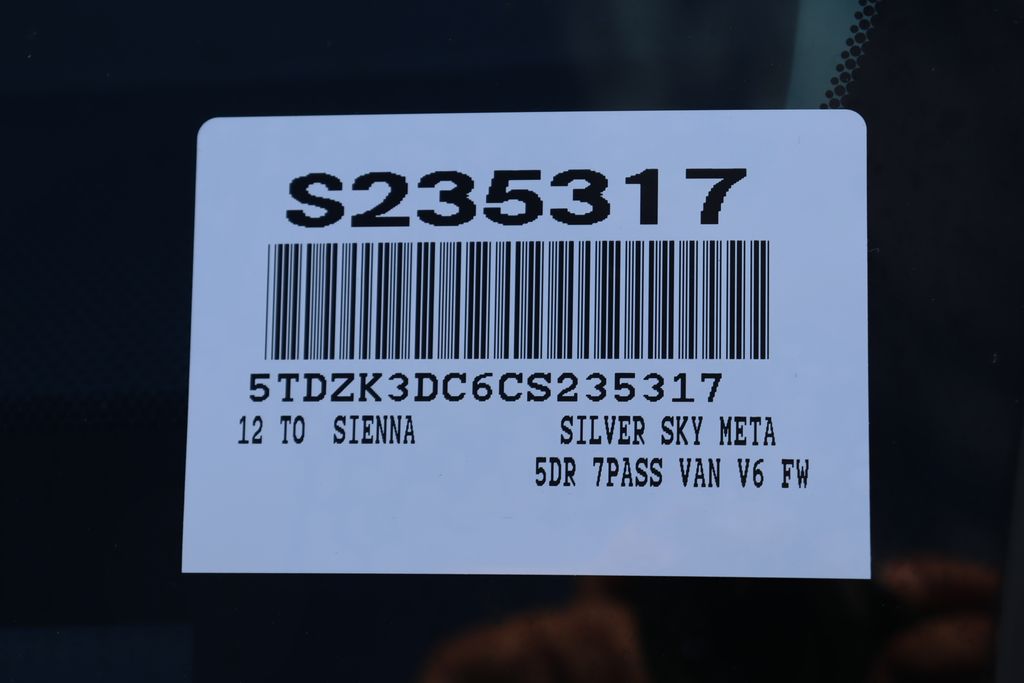 S235317
5TDZK3DC6CS235317
12 TO SIENNA SILVER SKY META
5DR 7PASS VAN V6 FW